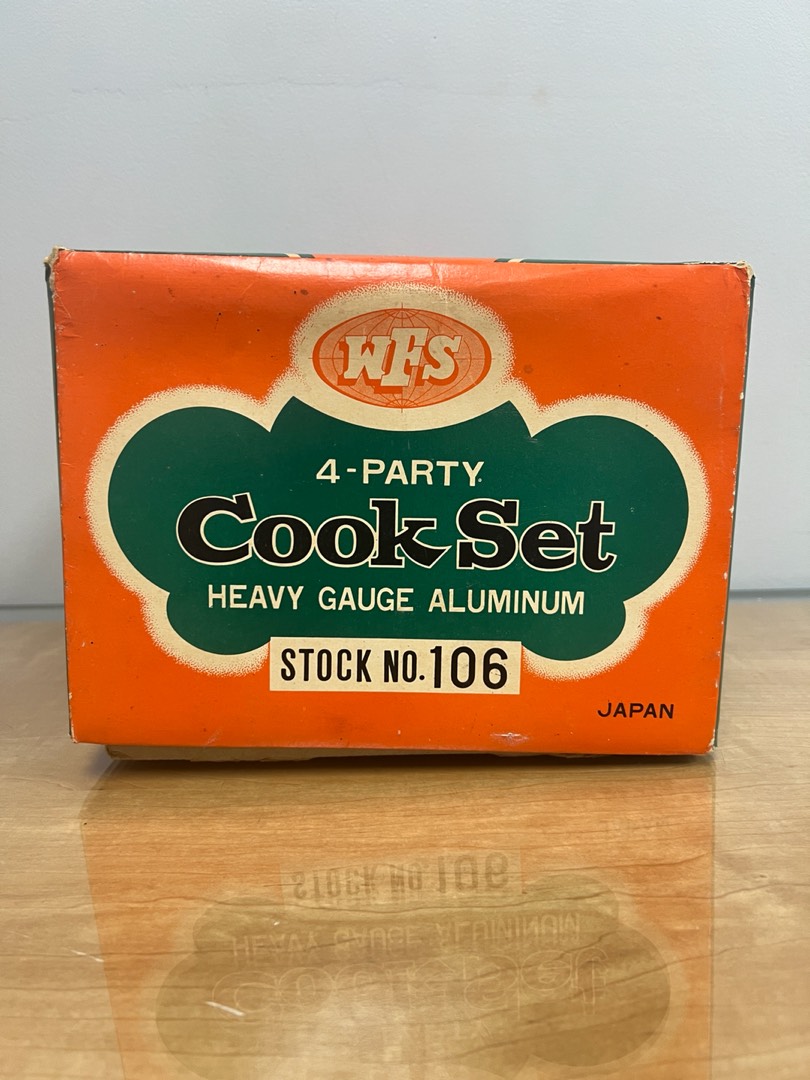 WFS
4-PARTY
Cook Set
HEAVY GAUGE ALUMINUM
STOCK NO. 106
JAPAN